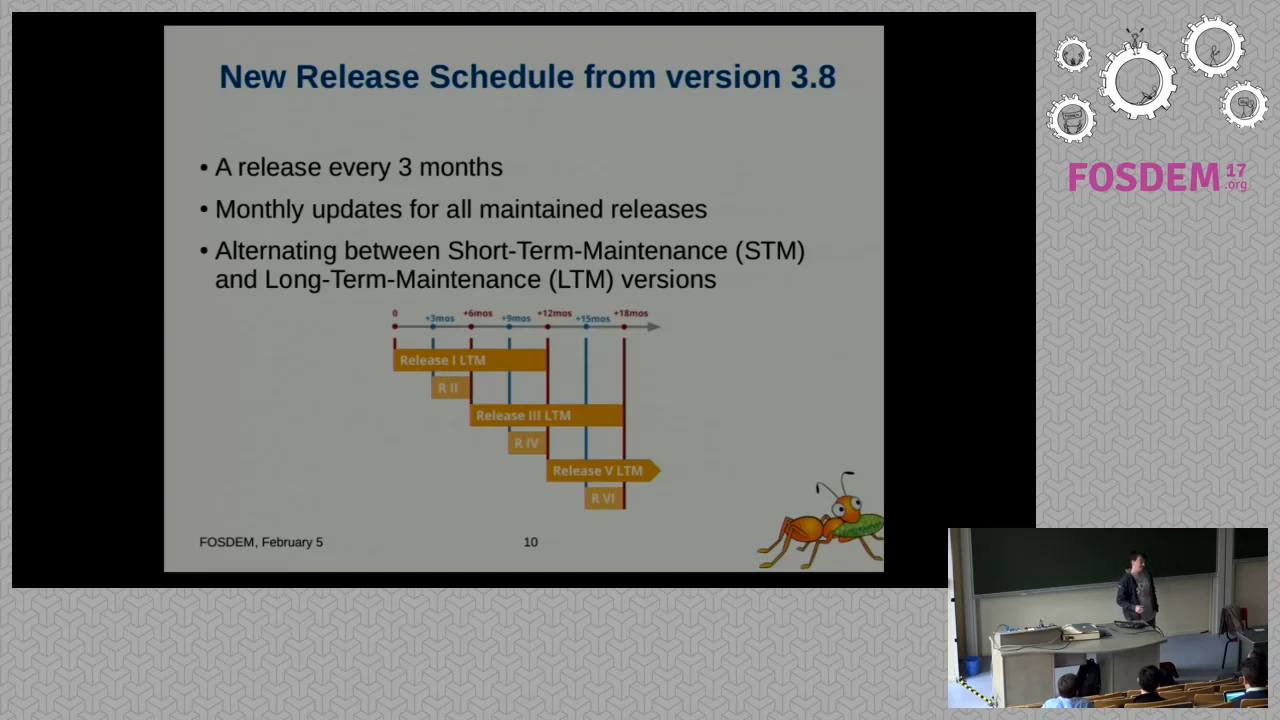 New Release Schedule from version 3.8
• A release every 3 months
• Monthly updates for all maintained releases
• Alternating between Short-Term-Maintenance (STM)
and Long-Term-Maintenance (LTM) versions
0 +3mos +6mos +9mos +12mos +15mos +18mos
Release I LTM
R II
Release III LTM
R IV
Release V LTM
R VI
FOSDEM, February 5
10
FOSDEM 17
.org